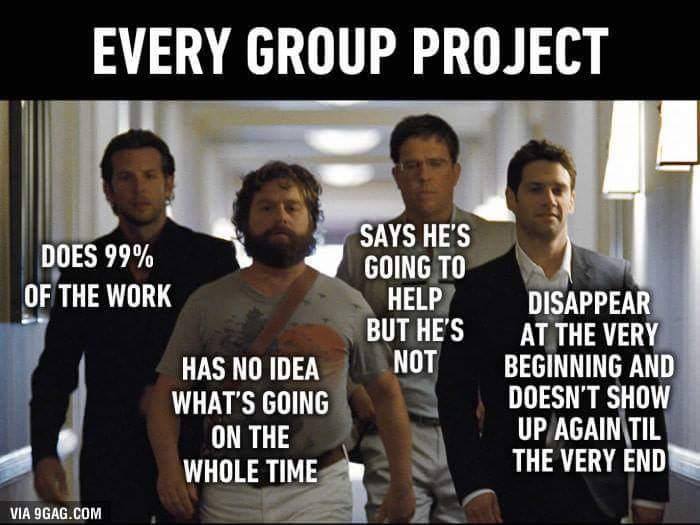 EVERY GROUP PROJECT
DOES 99%
OF THE WORK
HAS NO IDEA
WHAT'S GOING
ON THE
WHOLE TIME
SAYS HE'S
GOING TO
HELP
BUT HE'S
NOT
DISAPPEAR
AT THE VERY
BEGINNING AND
DOESN'T SHOW
UP AGAIN TIL
THE VERY END
VIA 9GAG.COM